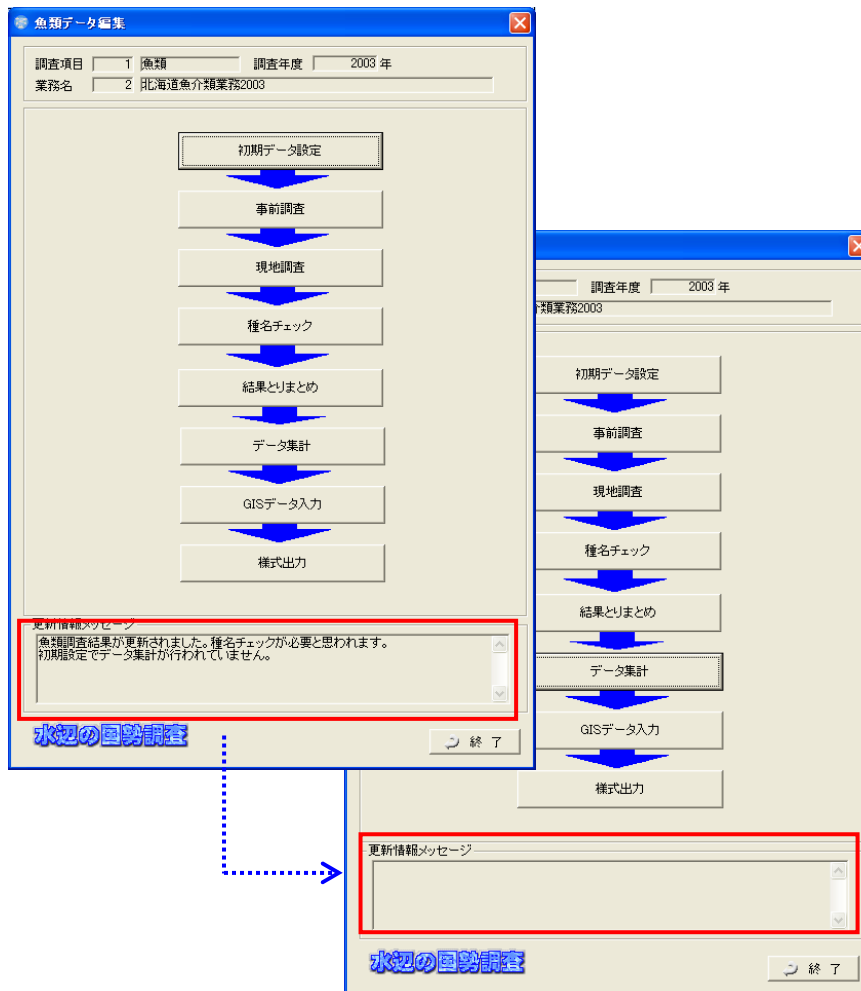 魚類データ編集
調査項目 1 魚類 調査年度 2003 年
業務名 2 北海道魚介類業務2003
初期データ設定
事前調査
現地調査
種名チェック
結果とりまとめ
データ集計
GISデータ入力
様式出力
更新情報メッセージ
魚類調査結果が更新されました。種名チェックが必要と思われます。
初期設定でデータ集計が行われていません。
水辺の国勢調査
終 了
調査年度 2003 年
類業務2003
初期データ設定
事前調査
現地調査
種名チェック
結果とりまとめ
データ集計
GISデータ入力
様式出力
更新情報メッセージ
水辺の国勢調査
終 了